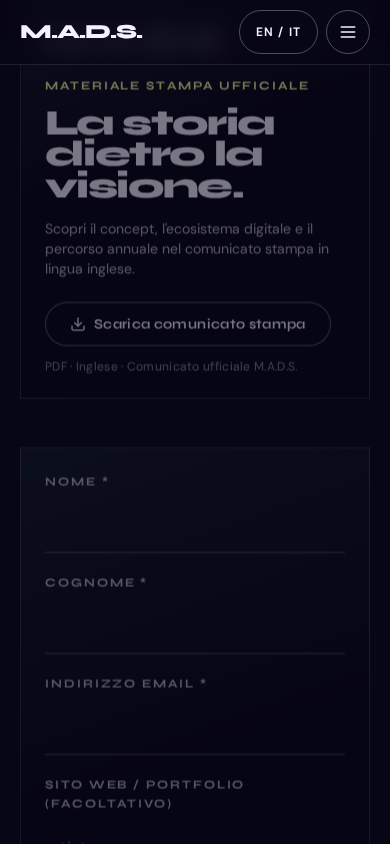 M.A.D.S.
EN / IT
MATERIALE STAMPA UFFICIALE
La storia
dietro la
visione.
Scopri il concept, l'ecosistema digitale e il
percorso annuale nel comunicato stampa in
lingua inglese.
Scarica comunicato stampa
PDF · Inglese · Comunicato ufficiale M.A.D.S.
NOME *
COGNOME *
INDIRIZZO EMAIL *
SITO WEB / PORTFOLIO
(FACOLTATIVO)